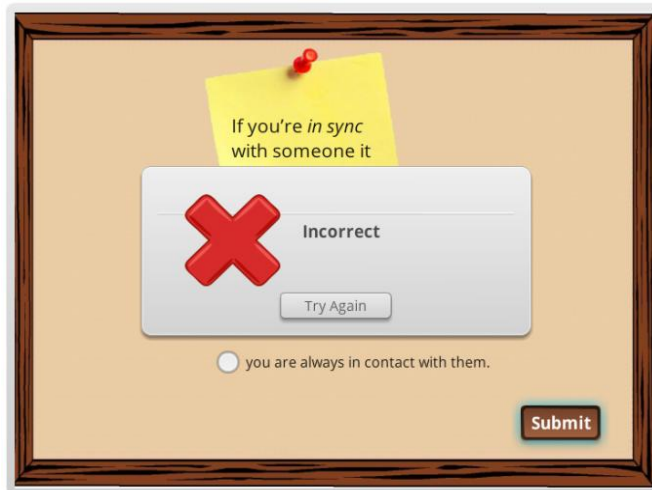 If you're in sync
with someone it
Incorrect
Try Again
you are always in contact with them.
Submit